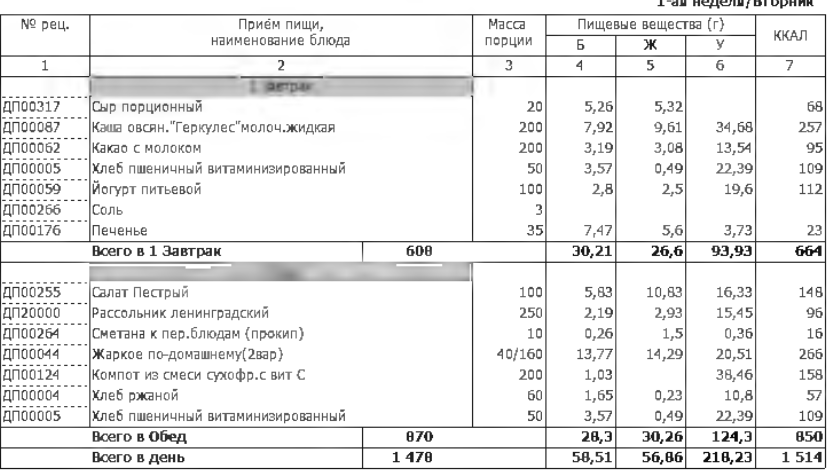 1-ая неделя/Вторник
№ рец. Приём пищи, наименование блюда Масса порции Пищевые вещества (г) ККАЛ
Б Ж У
1 2 3 4 5 6 7
1 Завтрак
ДП00317 Сыр порционный 20 5,26 5,32 68
ДП00087 Каша овсян."Геркулес"молоч.жидкая 200 7,92 9,61 34,68 257
ДП00062 Какао с молоком 200 3,19 3,08 13,54 95
ДП00005 Хлеб пшеничный витаминизированный 50 3,57 0,49 22,39 109
ДП00059 Йогурт питьевой 100 2,8 2,5 19,6 112
ДП00266 Соль 3
ДП00176 Печенье 35 7,47 5,6 3,73 23
Всего в 1 Завтрак 608 30,21 26,6 93,93 664
ДП00255 Салат Пестрый 100 5,83 10,83 16,33 148
ДП20000 Рассольник ленинградский 250 2,19 2,93 15,45 96
ДП00264 Сметана к пер.блюдам (прокип) 10 0,26 1,5 0,36 16
ДП00044 Жаркое по-домашнему(2вар) 40/160 13,77 14,29 20,51 266
ДП00124 Компот из смеси сухофр.с вит С 200 1,03 38,46 158
ДП00004 Хлеб ржаной 60 1,65 0,23 10,8 57
ДП00005 Хлеб пшеничный витаминизированный 50 3,57 0,49 22,39 109
Всего в Обед 870 28,3 30,26 124,3 850
Всего в день 1 478 58,51 56,86 218,23 1 514